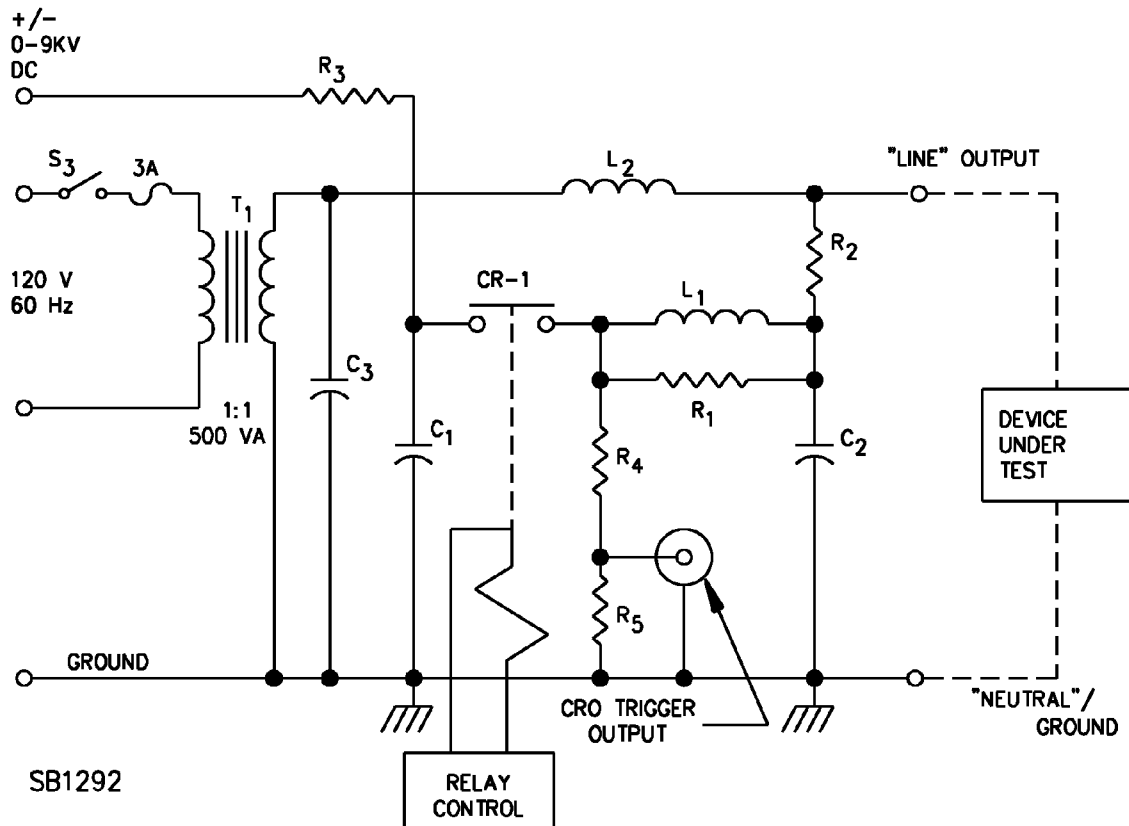 +/-
0-9KV
DC
R3
S3
3A
T1
L2
"LINE" OUTPUT
R2
120 V
60 Hz
CR-1
L1
C3
R1
1:1
500 VA
C1
R4
C2
DEVICE
UNDER
TEST
R5
GROUND
CRO TRIGGER
OUTPUT
"NEUTRAL"/
GROUND
SB1292
RELAY
CONTROL